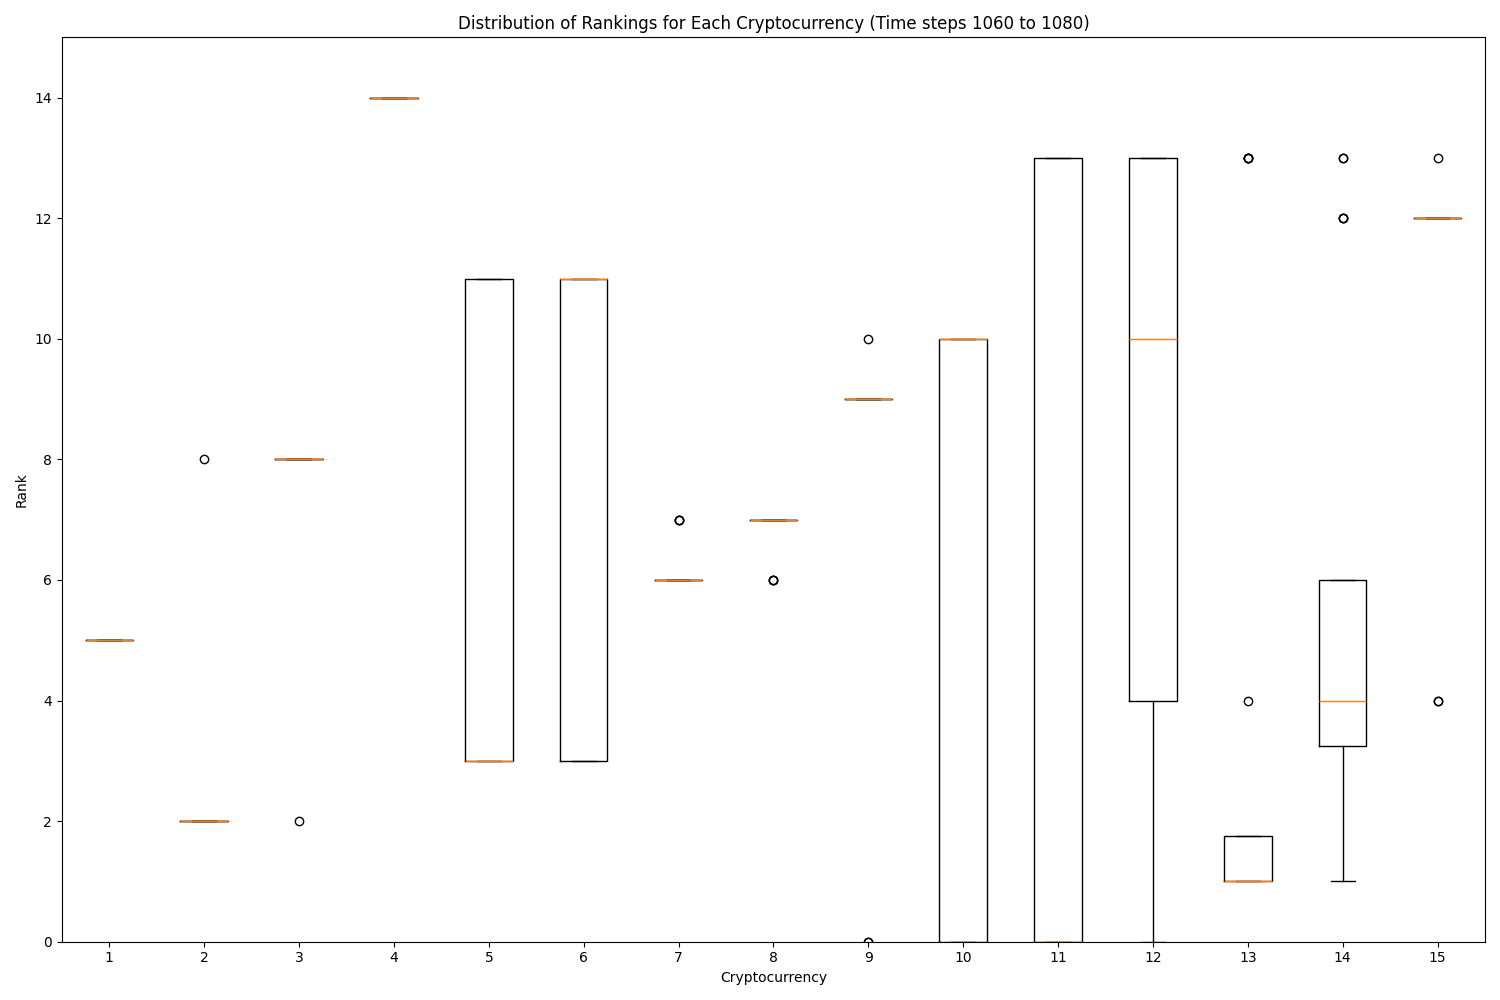 Distribution of Rankings for Each Cryptocurrency (Time steps 1060 to 1080)
14
12
10
8
6
4
2
0
Rank
1 2 3 4 5 6 7 8 9 10 11 12 13 14 15
Cryptocurrency